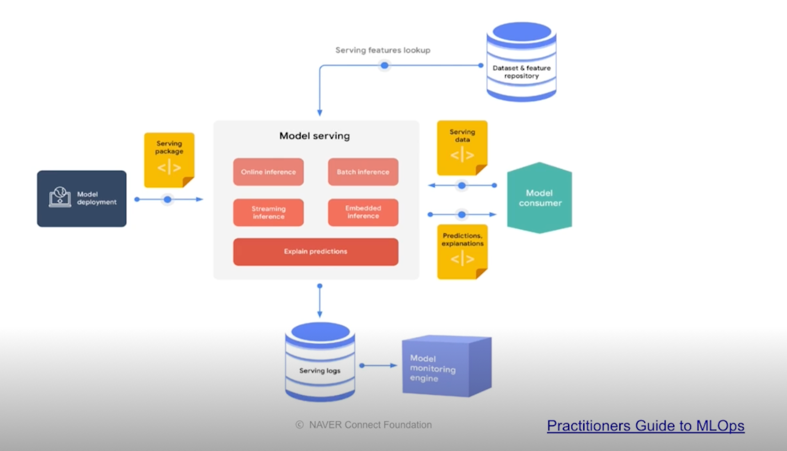 Serving features lookup
Dataset & feature
repository
Serving
package
</>
Model serving
Serving
data
</>
Online inference
Batch inference
Model
deployment
Model
consumer
Streaming
inference
Embedded
inference
Predictions,
explanations
</>
Explain predictions
Serving logs
Model
monitoring
engine
© NAVER Connect Foundation
Practitioners Guide to MLOps